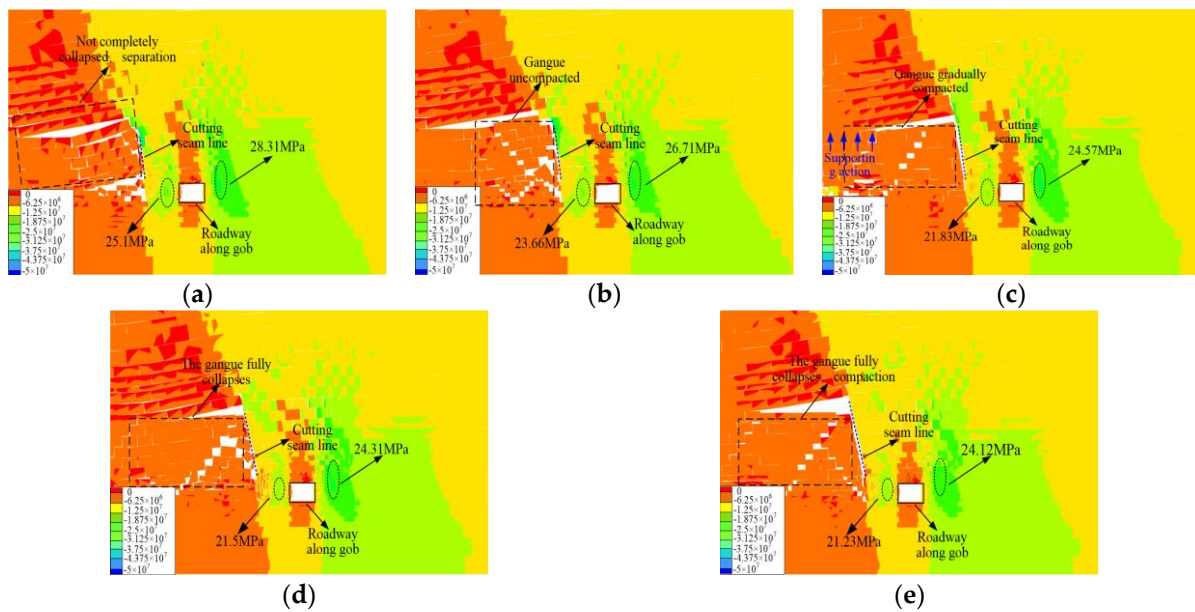 Not completely
collapsed separation
Cutting
seam line
28.31MPa
0
-6.25×10⁶
-1.25×10⁷
-1.875×10⁷
-2.5×10⁷
-3.125×10⁷
-3.75×10⁷
-4.375×10⁷
-5×10⁷
25.1MPa
Roadway
along gob
(a)
Gangue
uncompacted
Cutting
seam line
26.71MPa
0
-6.25×10⁶
-1.25×10⁷
-1.875×10⁷
-2.5×10⁷
-3.125×10⁷
-3.75×10⁷
-4.375×10⁷
-5×10⁷
23.66MPa
Roadway
along gob
(b)
Gangue gradually
compacted
Cutting
seam line
24.57MPa
Supportin
g action
0
-6.25×10⁶
-1.25×10⁷
-1.875×10⁷
-2.5×10⁷
-3.125×10⁷
-3.75×10⁷
-4.375×10⁷
-5×10⁷
21.83MPa
Roadway
along gob
(c)
The gangue fully
collapses
Cutting
seam line
24.31MPa
0
-6.25×10⁶
-1.25×10⁷
-1.875×10⁷
-2.5×10⁷
-3.125×10⁷
-3.75×10⁷
-4.375×10⁷
-5×10⁷
21.5MPa
Roadway
along gob
(d)
The gangue fully
collapses compaction
Cutting
seam line
24.12MPa
0
-6.25×10⁶
-1.25×10⁷
-1.875×10⁷
-2.5×10⁷
-3.125×10⁷
-3.75×10⁷
-4.375×10⁷
-5×10⁷
21.23MPa
Roadway
along gob
(e)